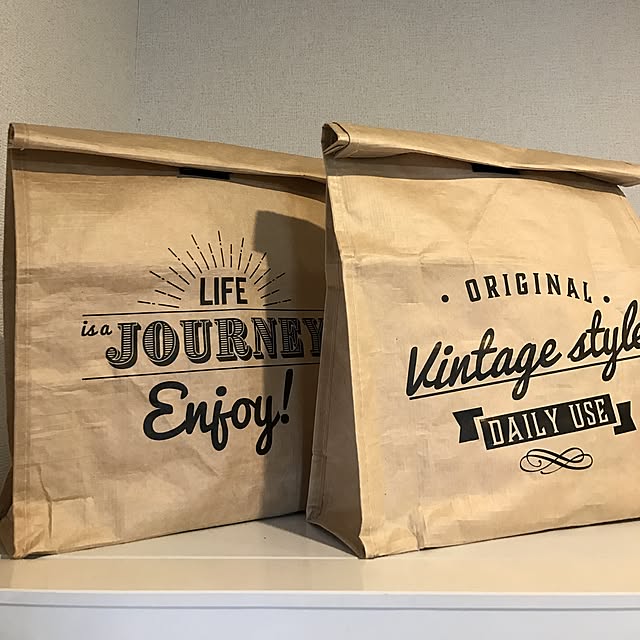 LIFE
is a JOURNEY
Enjoy!
• ORIGINAL •
Vintage style
DAILY USE